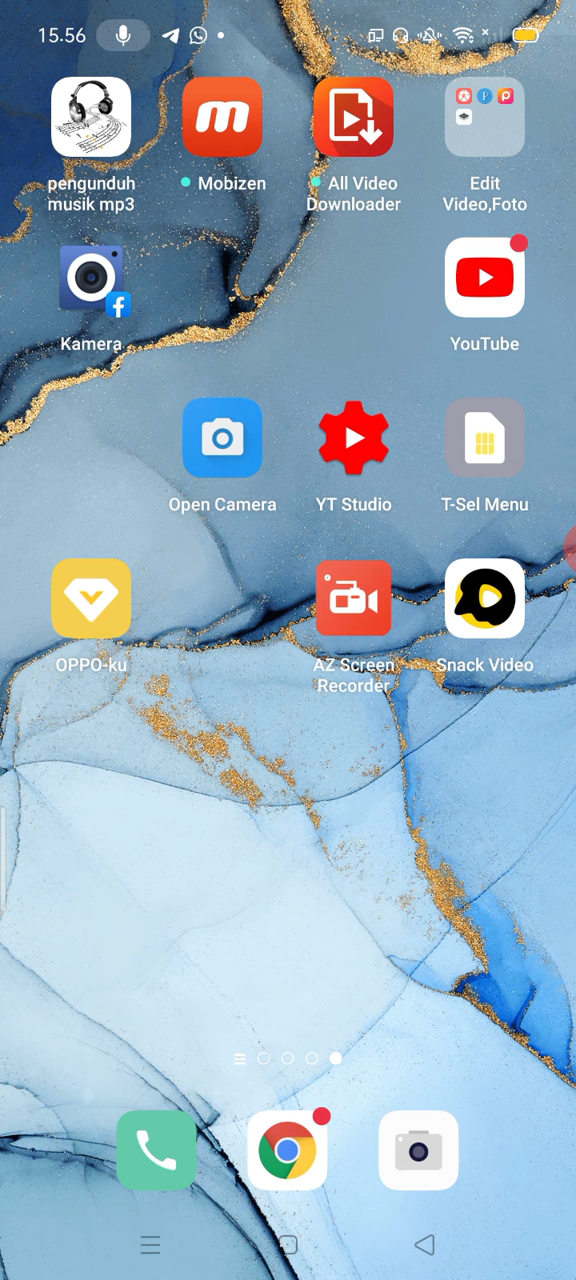 15.56
pengunduh
musik mp3
Mobizen
All Video
Downloader
Edit
Video,Foto
Kamera
YouTube
Open Camera
YT Studio
T-Sel Menu
OPPO-ku
AZ Screen
Recorder
Snack Video